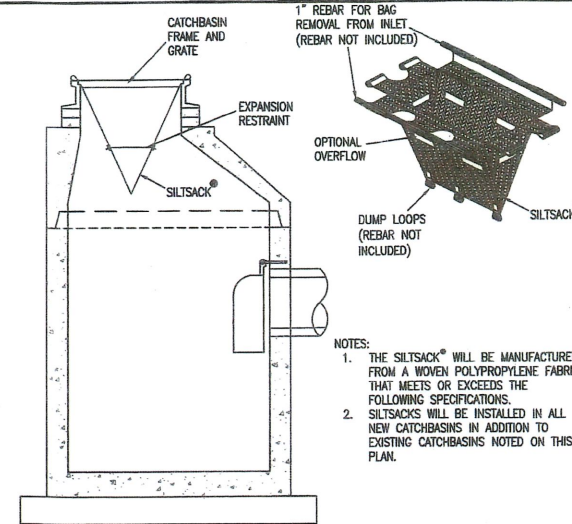 CATCHBASIN
FRAME AND
GRATE
EXPANSION
RESTRAINT
SILTSACK®
1" REBAR FOR BAG
REMOVAL FROM INLET
(REBAR NOT INCLUDED)
OPTIONAL
OVERFLOW
DUMP LOOPS
(REBAR NOT
INCLUDED)
SILTSACK
NOTES:
1. THE SILTSACK® WILL BE MANUFACTURE
FROM A WOVEN POLYPROPYLENE FABRI
THAT MEETS OR EXCEEDS THE
FOLLOWING SPECIFICATIONS.
2. SILTSACKS WILL BE INSTALLED IN ALL
NEW CATCHBASINS IN ADDITION TO
EXISTING CATCHBASINS NOTED ON THIS
PLAN.